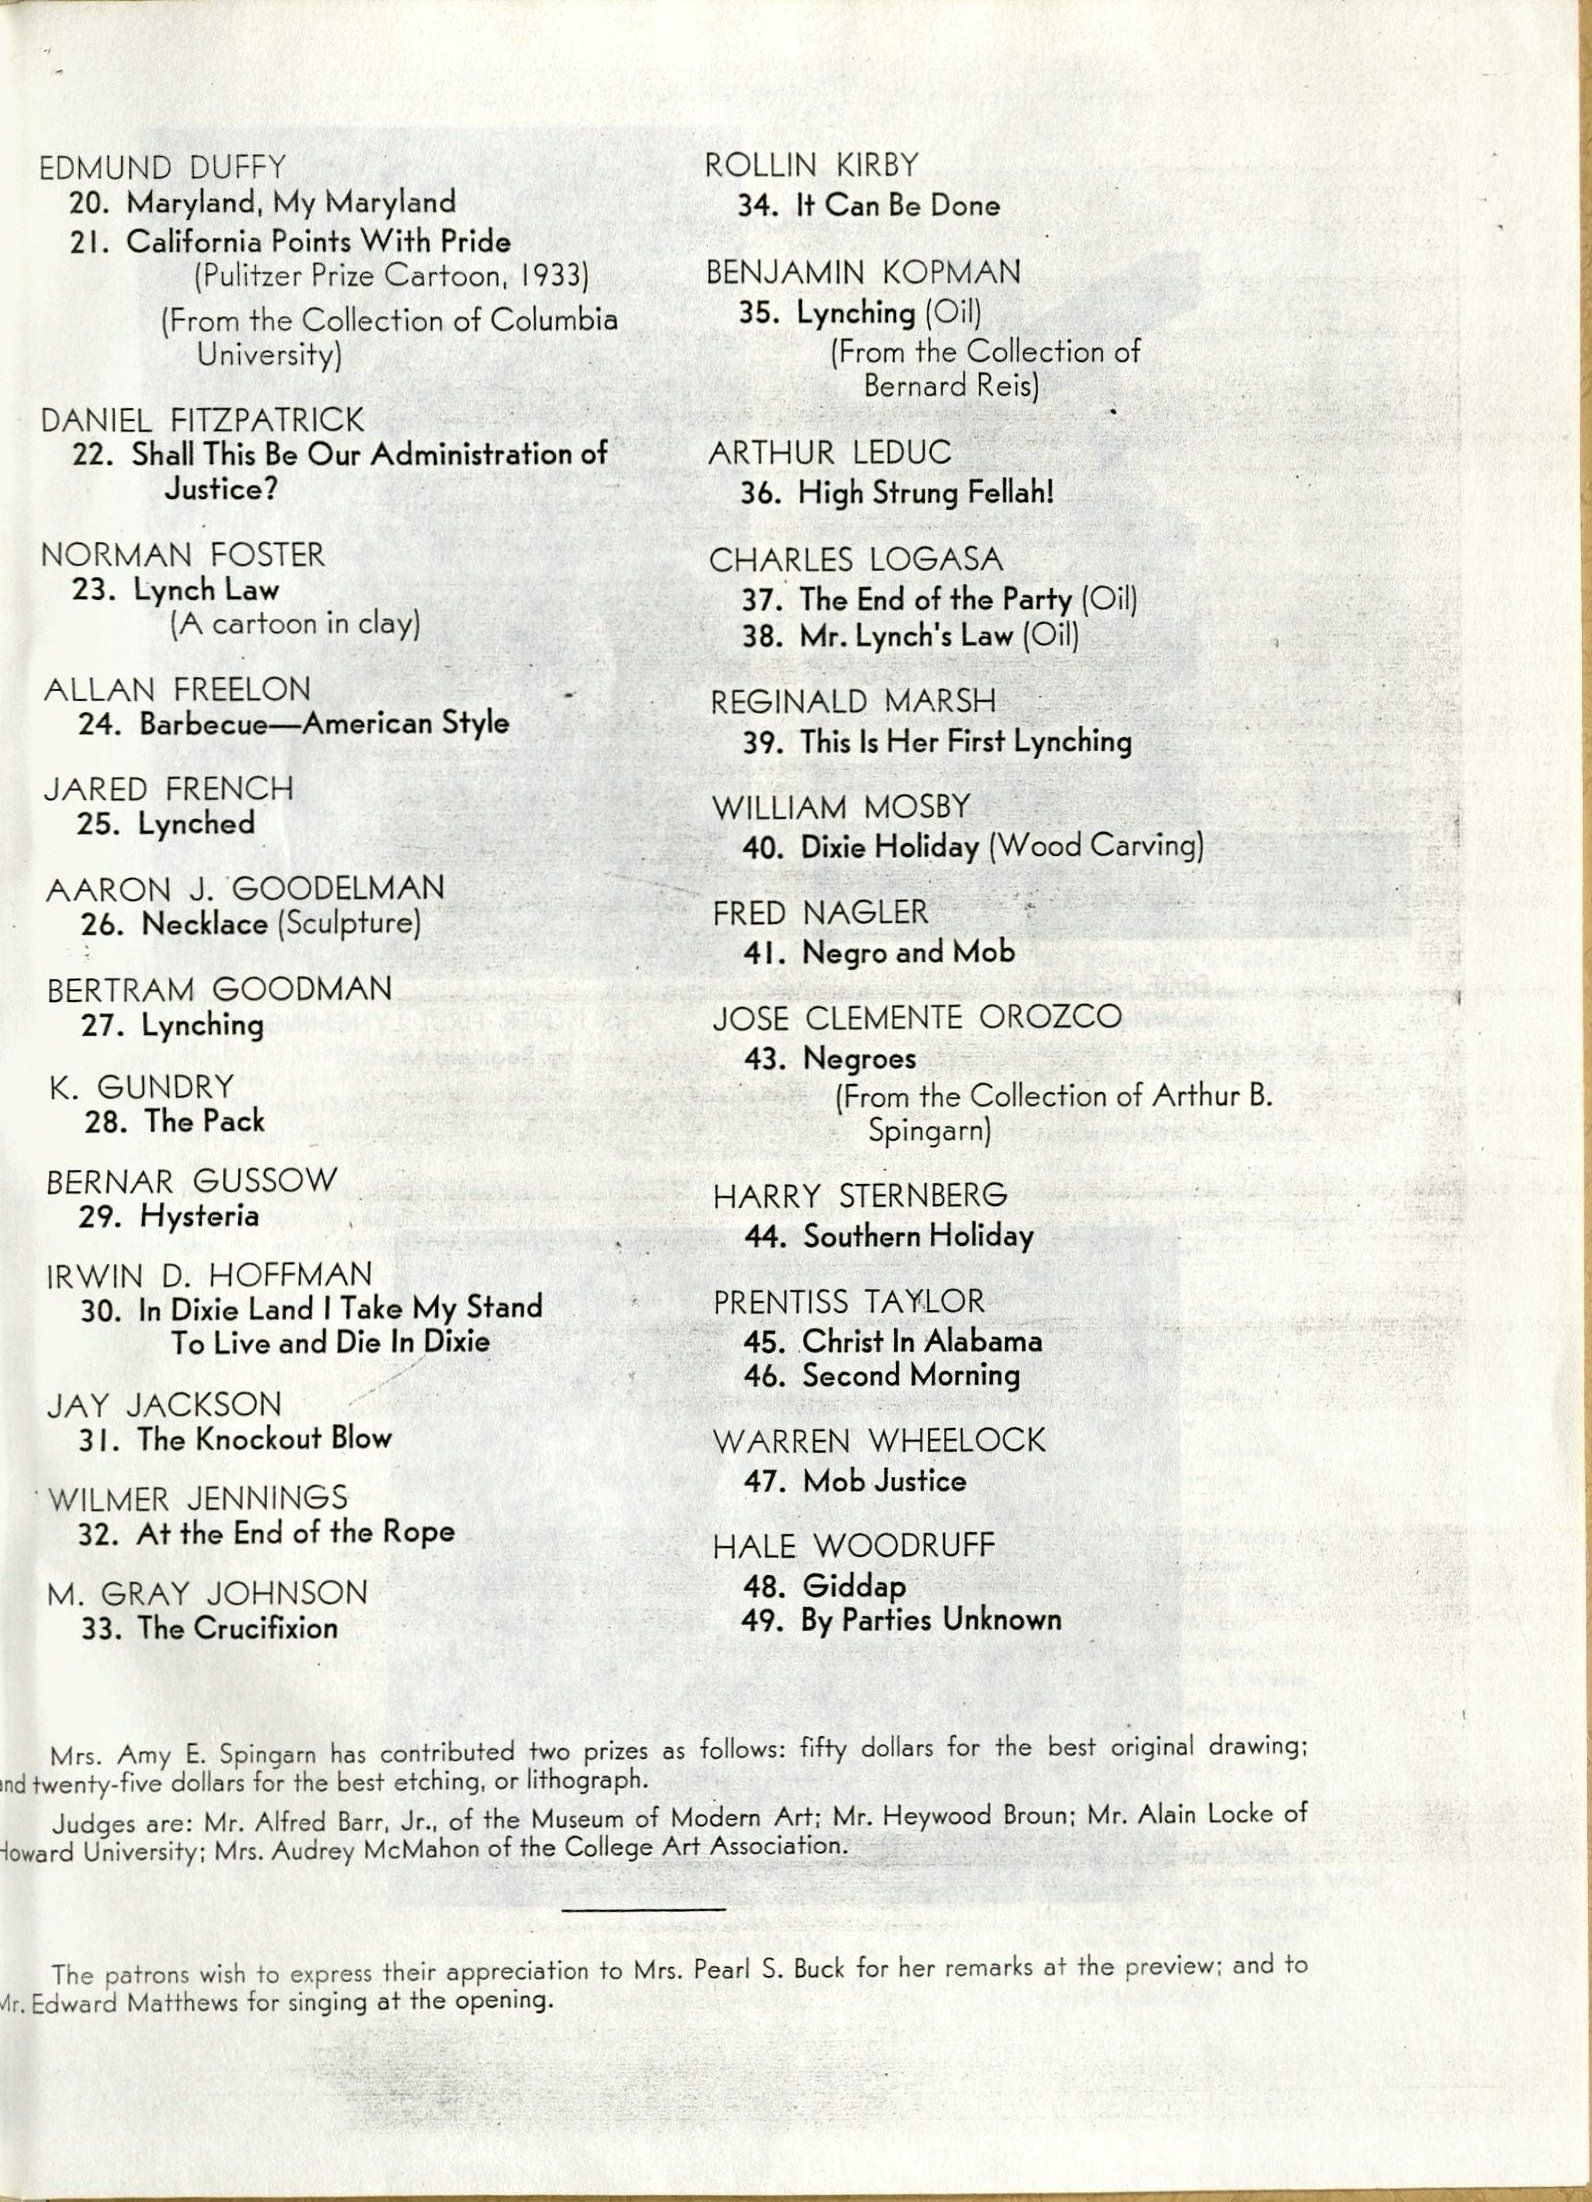 EDMUND DUFFY
20. Maryland, My Maryland
21. California Points With Pride
(Pulitzer Prize Cartoon, 1933)
(From the Collection of Columbia
University)
DANIEL FITZPATRICK
22. Shall This Be Our Administration of
Justice?
NORMAN FOSTER
23. Lynch Law
(A cartoon in clay)
ALLAN FREELON
24. Barbecue—American Style
JARED FRENCH
25. Lynched
AARON J. GOODELMAN
26. Necklace (Sculpture)
BERTRAM GOODMAN
27. Lynching
K. GUNDRY
28. The Pack
BERNAR GUSSOW
29. Hysteria
IRWIN D. HOFFMAN
30. In Dixie Land I Take My Stand
To Live and Die In Dixie
JAY JACKSON
31. The Knockout Blow
WILMER JENNINGS
32. At the End of the Rope
M. GRAY JOHNSON
33. The Crucifixion
ROLLIN KIRBY
34. It Can Be Done
BENJAMIN KOPMAN
35. Lynching (Oil)
(From the Collection of
Bernard Reis)
ARTHUR LEDUC
36. High Strung Fellah!
CHARLES LOGASA
37. The End of the Party (Oil)
38. Mr. Lynch's Law (Oil)
REGINALD MARSH
39. This Is Her First Lynching
WILLIAM MOSBY
40. Dixie Holiday (Wood Carving)
FRED NAGLER
41. Negro and Mob
JOSE CLEMENTE OROZCO
43. Negroes
(From the Collection of Arthur B.
Spingarn)
HARRY STERNBERG
44. Southern Holiday
PRENTISS TAYLOR
45. Christ In Alabama
46. Second Morning
WARREN WHEELOCK
47. Mob Justice
HALE WOODRUFF
48. Giddap
49. By Parties Unknown
Mrs. Amy E. Spingarn has contributed two prizes as follows: fifty dollars for the best original drawing;
and twenty-five dollars for the best etching, or lithograph.
Judges are: Mr. Alfred Barr, Jr., of the Museum of Modern Art; Mr. Heywood Broun; Mr. Alain Locke of
Howard University; Mrs. Audrey McMahon of the College Art Association.
The patrons wish to express their appreciation to Mrs. Pearl S. Buck for her remarks at the preview; and to
Mr. Edward Matthews for singing at the opening.